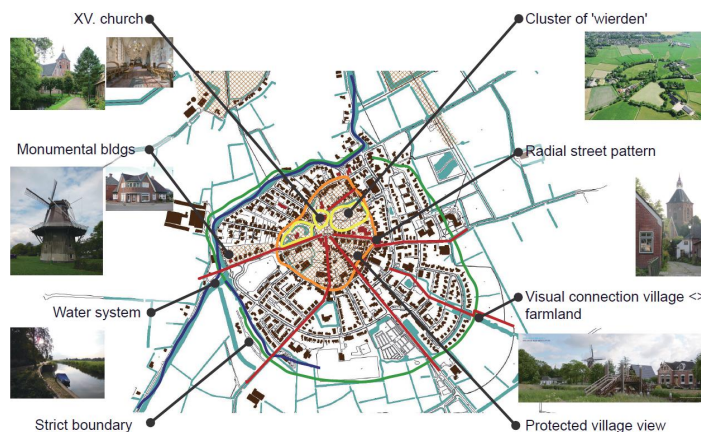 XV. church
Cluster of 'wierden'
Monumental bldgs
Radial street pattern
Water system
Visual connection village <>
farmland
Strict boundary
Protected village view